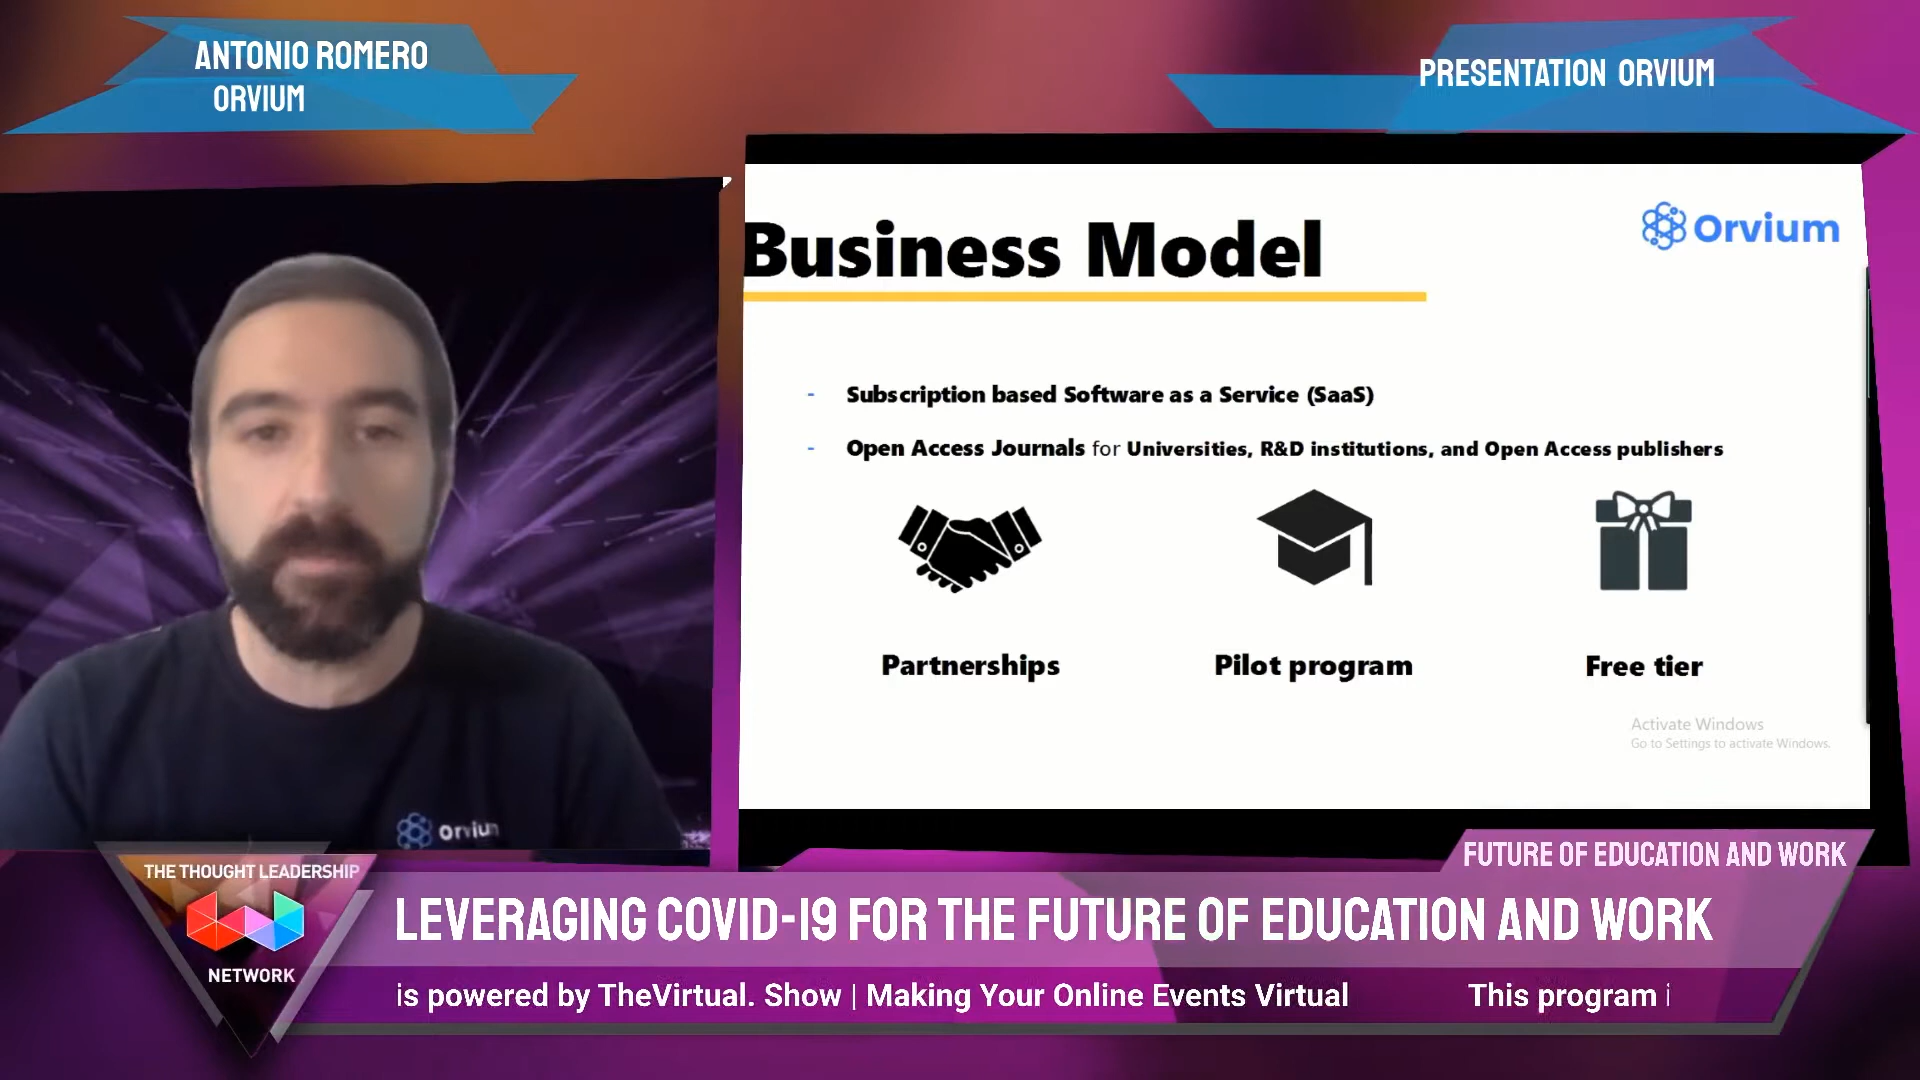 ANTONIO ROMERO
ORVIUM
PRESENTATION ORVIUM
Business Model
Orvium
- Subscription based Software as a Service (SaaS)
- Open Access Journals for Universities, R&D institutions, and Open Access publishers
Partnerships
Pilot program
Free tier
Activate Windows
Go to Settings to activate Windows.
Orvium
THE THOUGHT LEADERSHIP
NETWORK
FUTURE OF EDUCATION AND WORK
LEVERAGING COVID-19 FOR THE FUTURE OF EDUCATION AND WORK
is powered by TheVirtual. Show | Making Your Online Events Virtual This program i